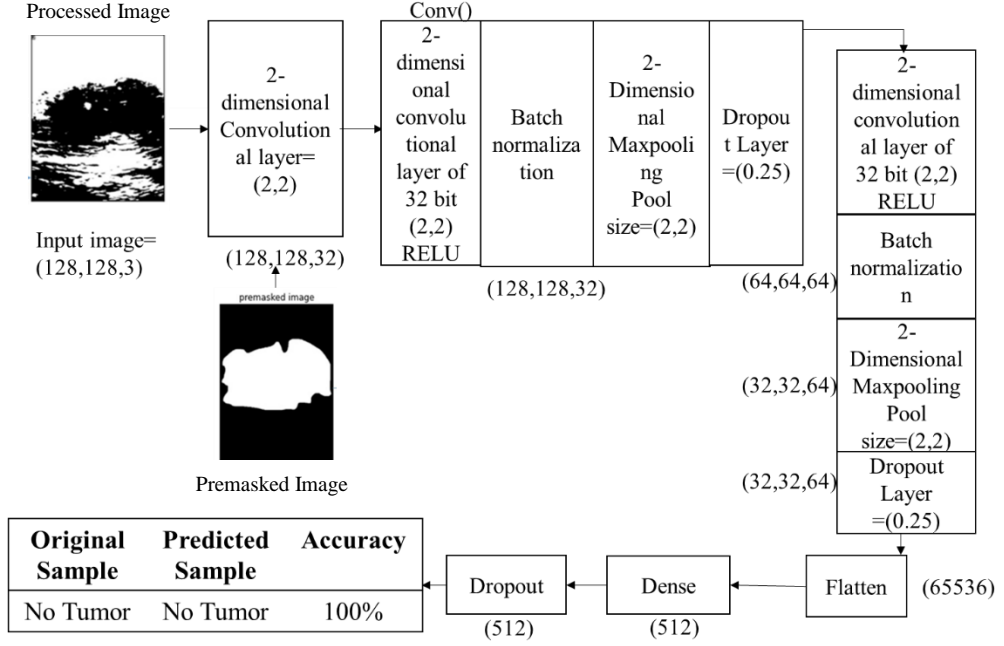 Processed Image
Input image=
(128,128,3)
2-
dimensional
Convolution
al layer=
(2,2)
(128,128,32)
premasked image
Premasked Image
Conv()
2-
dimensi
onal
convolu
tional
layer of
32 bit
(2,2)
RELU
Batch
normaliza
tion
2-
Dimensio
nal
Maxpooli
ng
Pool
size=(2,2)
Dropou
t Layer
=(0.25)
(128,128,32)
2-
dimensional
convolution
al layer of
32 bit (2,2)
RELU
Batch
normalizatio
n
(64,64,64)
2-
Dimensional
Maxpooling
Pool
size=(2,2)
(32,32,64)
Dropout
Layer
=(0.25)
(32,32,64)
Flatten
(65536)
Dense
(512)
Dropout
(512)
Original Predicted Accuracy
Sample Sample
No Tumor No Tumor 100%